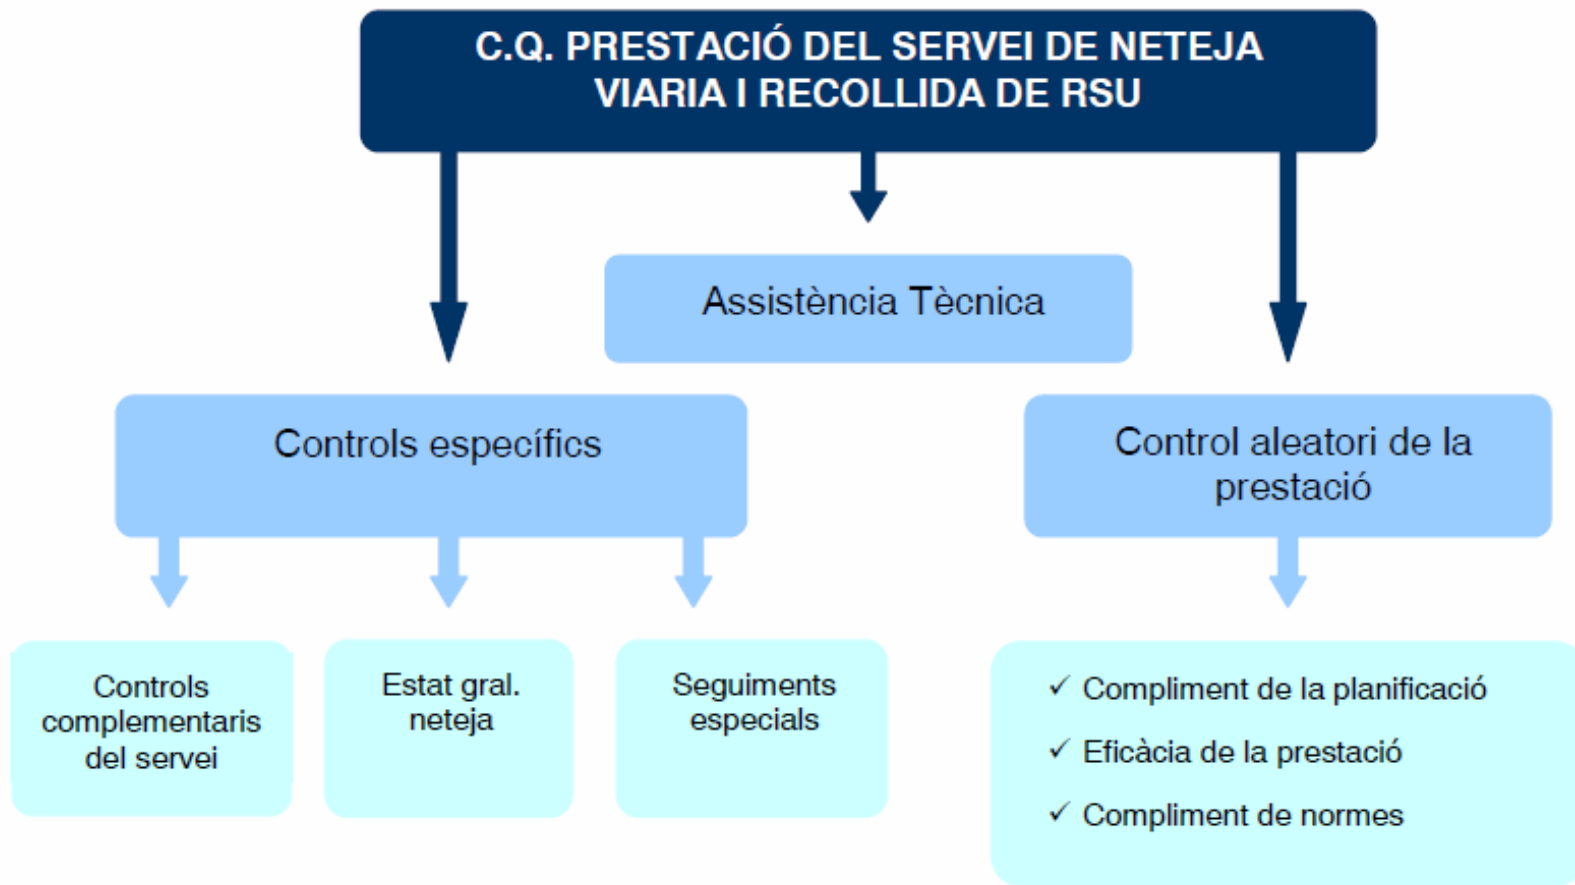 C.Q. PRESTACIÓ DEL SERVEI DE NETEJA
VIARIA I RECOLLIDA DE RSU
Assistència Tècnica
Controls específics
Control aleatori de la
prestació
Controls
complementaris
del servei
Estat gral.
neteja
Seguiments
especials
✓ Compliment de la planificació
✓ Eficàcia de la prestació
✓ Compliment de normes